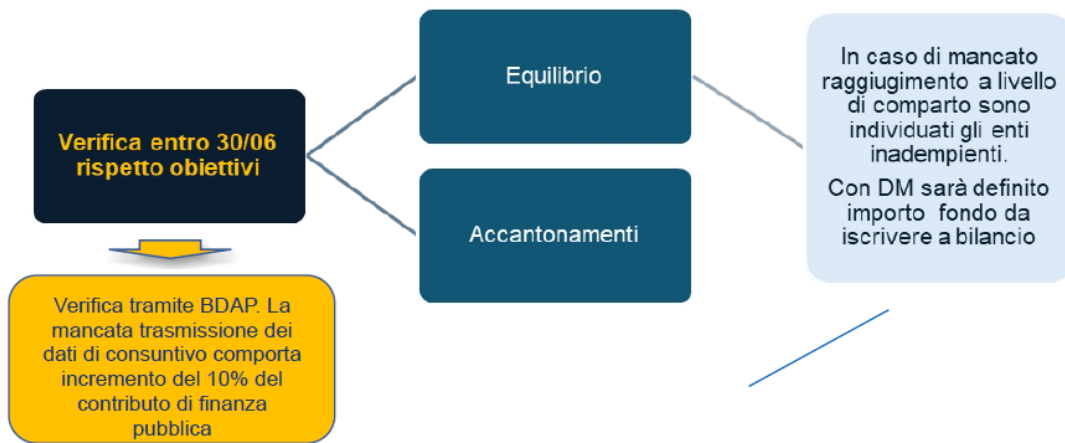 Verifica entro 30/06
rispetto obiettivi
Verifica tramite BDAP. La
mancata trasmissione dei
dati di consuntivo comporta
incremento del 10% del
contributo di finanza
pubblica
Equilibrio
Accantonamenti
In caso di mancato
raggiugimento a livello
di comparto sono
individuati gli enti
inadempienti.
Con DM sarà definito
importo fondo da
iscrivere a bilancio